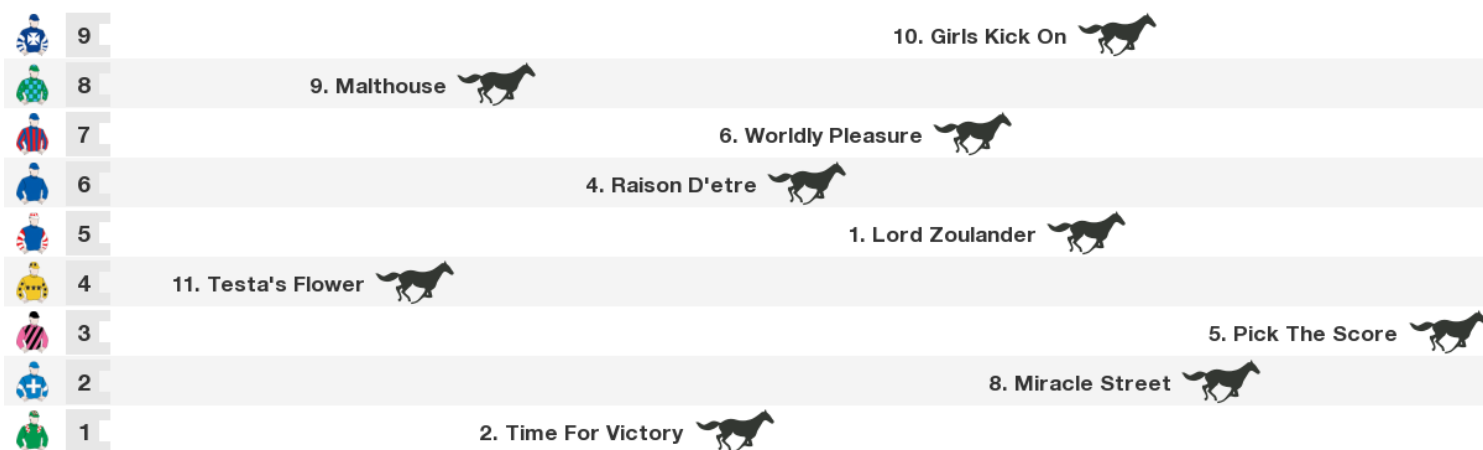 9 10. Girls Kick On
8 9. Malthouse
7 6. Worldly Pleasure
6 4. Raison D'etre
5 1. Lord Zoulander
4 11. Testa's Flower
3 5. Pick The Score
2 8. Miracle Street
1 2. Time For Victory